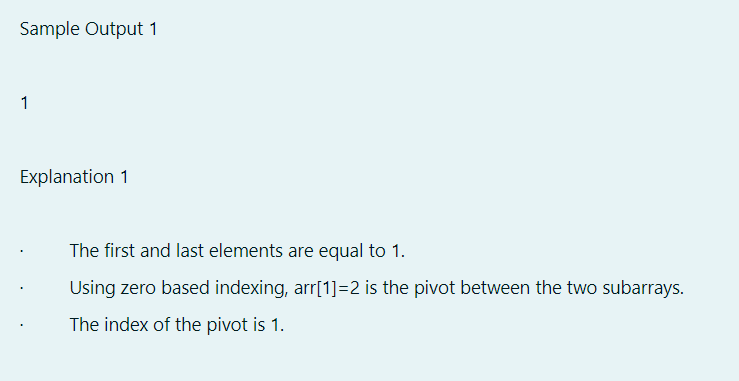 Sample Output 1
1
Explanation 1
· The first and last elements are equal to 1.
· Using zero based indexing, arr[1]=2 is the pivot between the two subarrays.
· The index of the pivot is 1.